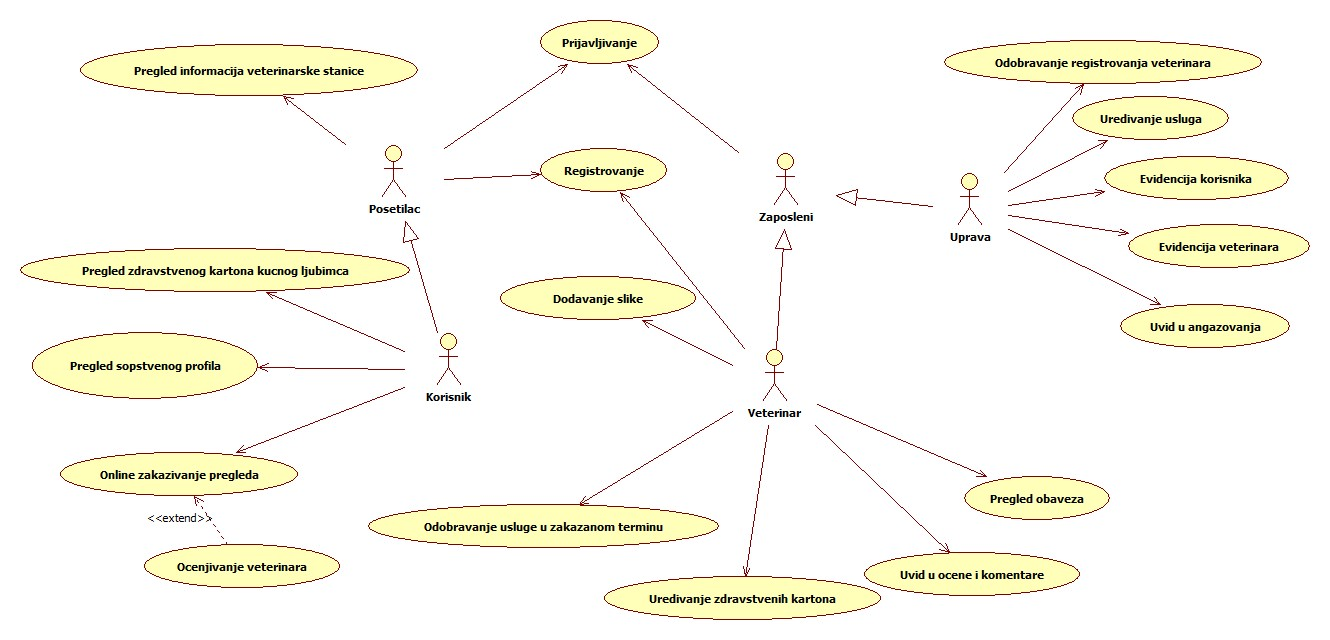 Prijavljivanje
Pregled informacija veterinarske stanice
Odobravanje registrovanja veterinara
Uredivanje usluga
Registrovanje
Evidencija korisnika
Posetilac
Zaposleni
Uprava
Evidencija veterinara
Pregled zdravstvenog kartona kucnog ljubimca
Dodavanje slike
Uvid u angazovanja
Pregled sopstvenog profila
Korisnik
Veterinar
Online zakazivanje pregleda
Pregled obaveza
<<extend>>
Odobravanje usluge u zakazanom terminu
Ocenjivanje veterinara
Uvid u ocene i komentare
Uredivanje zdravstvenih kartona